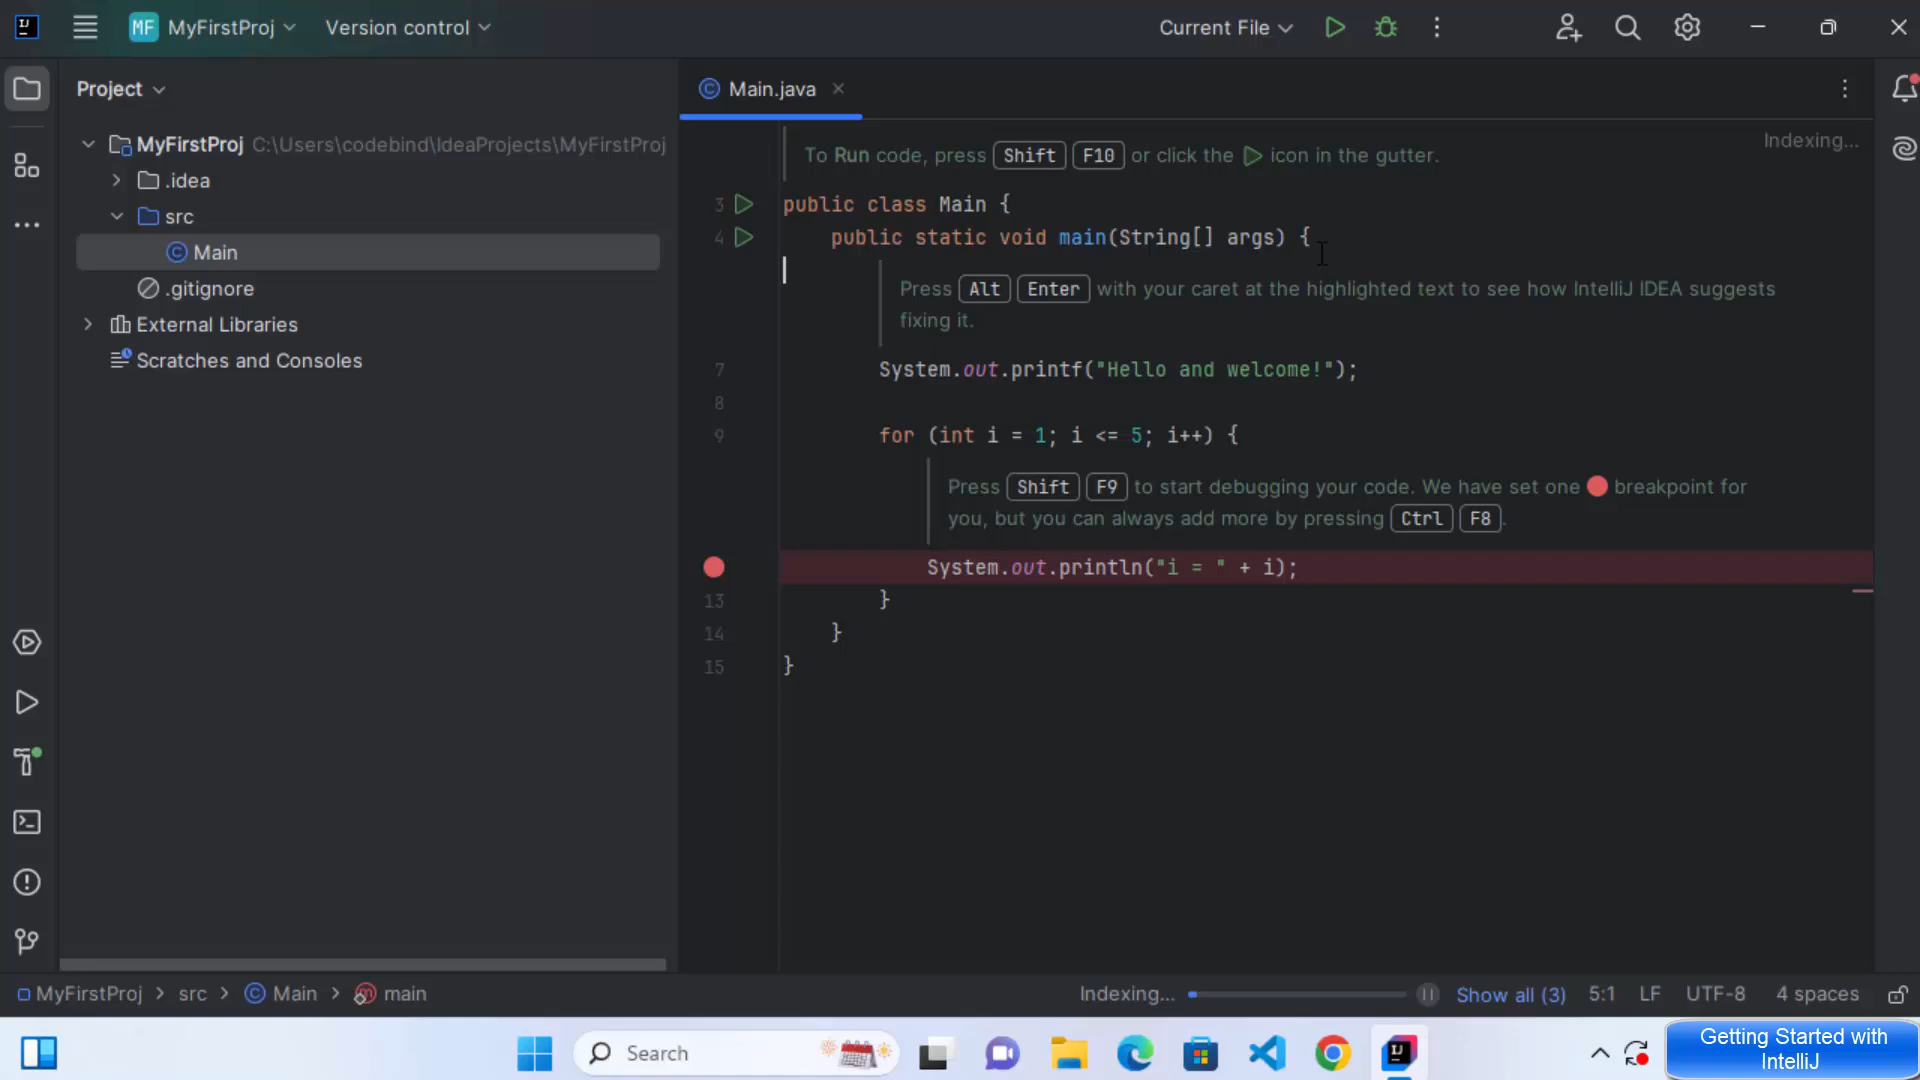 MF MyFirstProj Version control Current File
Project
Main.java
MyFirstProj C:\Users\codebind\IdeaProjects\MyFirstProj
.idea
src
Main
.gitignore
External Libraries
Scratches and Consoles
Indexing...
To Run code, press Shift F10 or click the icon in the gutter.
3 public class Main {
4 public static void main(String[] args) {
Press Alt Enter with your caret at the highlighted text to see how IntelliJ IDEA suggests
fixing it.
7 System.out.printf("Hello and welcome!");
8
9 for (int i = 1; i <= 5; i++) {
Press Shift F9 to start debugging your code. We have set one breakpoint for
you, but you can always add more by pressing Ctrl F8.
System.out.println("i = " + i);
13 }
14 }
15 }
MyFirstProj > src > Main > main
Indexing... Show all (3) 5:1 LF UTF-8 4 spaces
Search
Getting Started with
IntelliJ